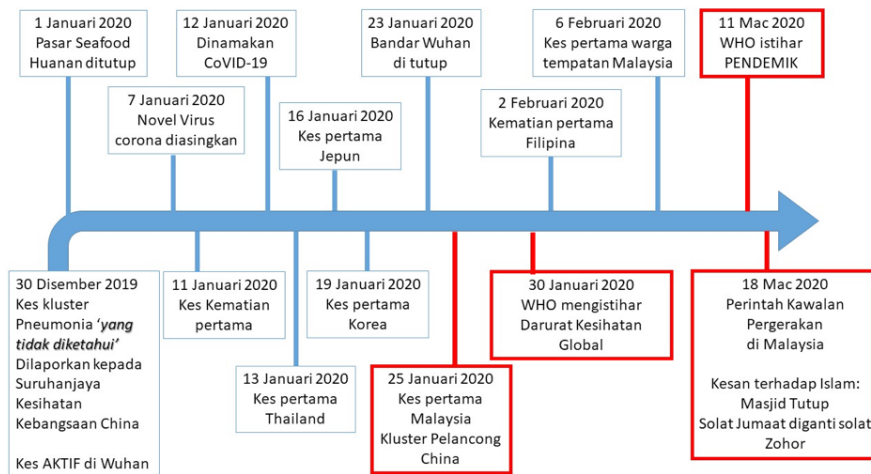 1 Januari 2020
Pasar Seafood
Huanan ditutup
12 Januari 2020
Dinamakan
CoVID-19
23 Januari 2020
Bandar Wuhan
di tutup
6 Februari 2020
Kes pertama warga
tempatan Malaysia
11 Mac 2020
WHO istihar
PENDEMIK
7 Januari 2020
Novel Virus
corona diasingkan
16 Januari 2020
Kes pertama
Jepun
2 Februari 2020
Kematian pertama
Filipina
30 Disember 2019
Kes kluster
Pneumonia ‘yang
tidak diketahui’
Dilaporkan kepada
Suruhanjaya
Kesihatan
Kebangsaan China
Kes AKTIF di Wuhan
11 Januari 2020
Kes Kematian
pertama
13 Januari 2020
Kes pertama
Thailand
19 Januari 2020
Kes pertama
Korea
25 Januari 2020
Kes pertama
Malaysia
Kluster Pelancong
China
30 Januari 2020
WHO mengistihar
Darurat Kesihatan
Global
18 Mac 2020
Perintah Kawalan
Pergerakan
di Malaysia
Kesan terhadap Islam:
Masjid Tutup
Solat Jumaat diganti solat
Zohor